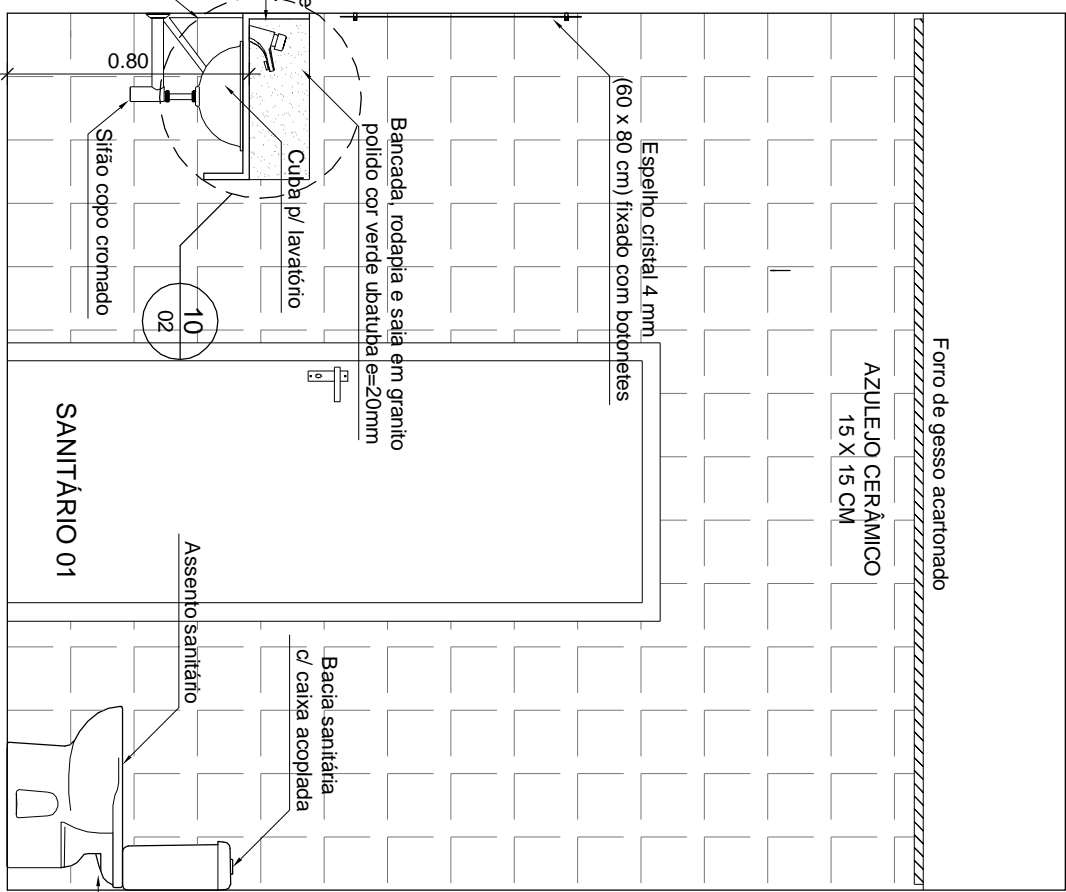 Forro de gesso acartonado
AZULEJO CERÂMICO
15 X 15 CM
Espelho cristal 4 mm
(60 x 80 cm) fixado com botonetes
Bancada, rodapia e saia em granito
polido cor verde ubatuba e=20mm
Cuba p/ lavatório
Sifão copo cromado
0.80
10
02
SANITÁRIO 01
Assento sanitário
Bacia sanitária
c/ caixa acoplada